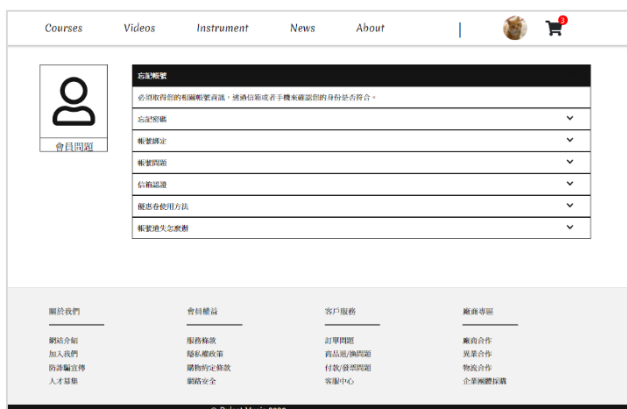 Courses Videos Instrument News About
3
忘記帳號
必須取得您的相關帳號資訊，透過信箱或者手機來確認您的身份是否符合。
忘記密碼
帳號綁定
帳號問題
信箱認證
優惠卷使用方法
帳號遺失怎麼辦
會員問題
關於我們 會員權益 客戶服務 廠商專區
網站介紹 服務條款 訂單問題 廠商合作
加入我們 隱私權政策 商品退/換問題 異業合作
防詐騙宣傳 購物約定條款 付款/發票問題 物流合作
人才募集 網路安全 客服中心 企業團體採購